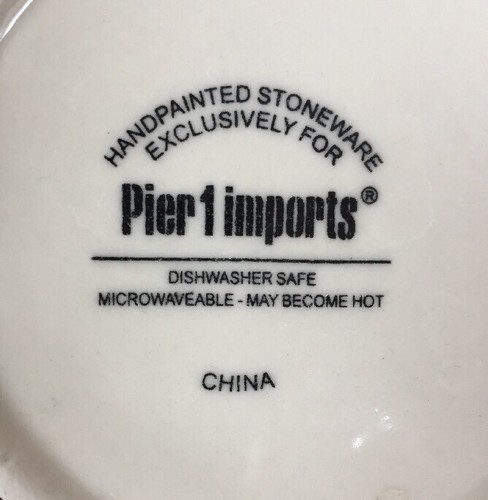 HANDPAINTED STONEWARE
EXCLUSIVELY FOR
Pier 1 imports®
DISHWASHER SAFE
MICROWAVEABLE - MAY BECOME HOT
CHINA